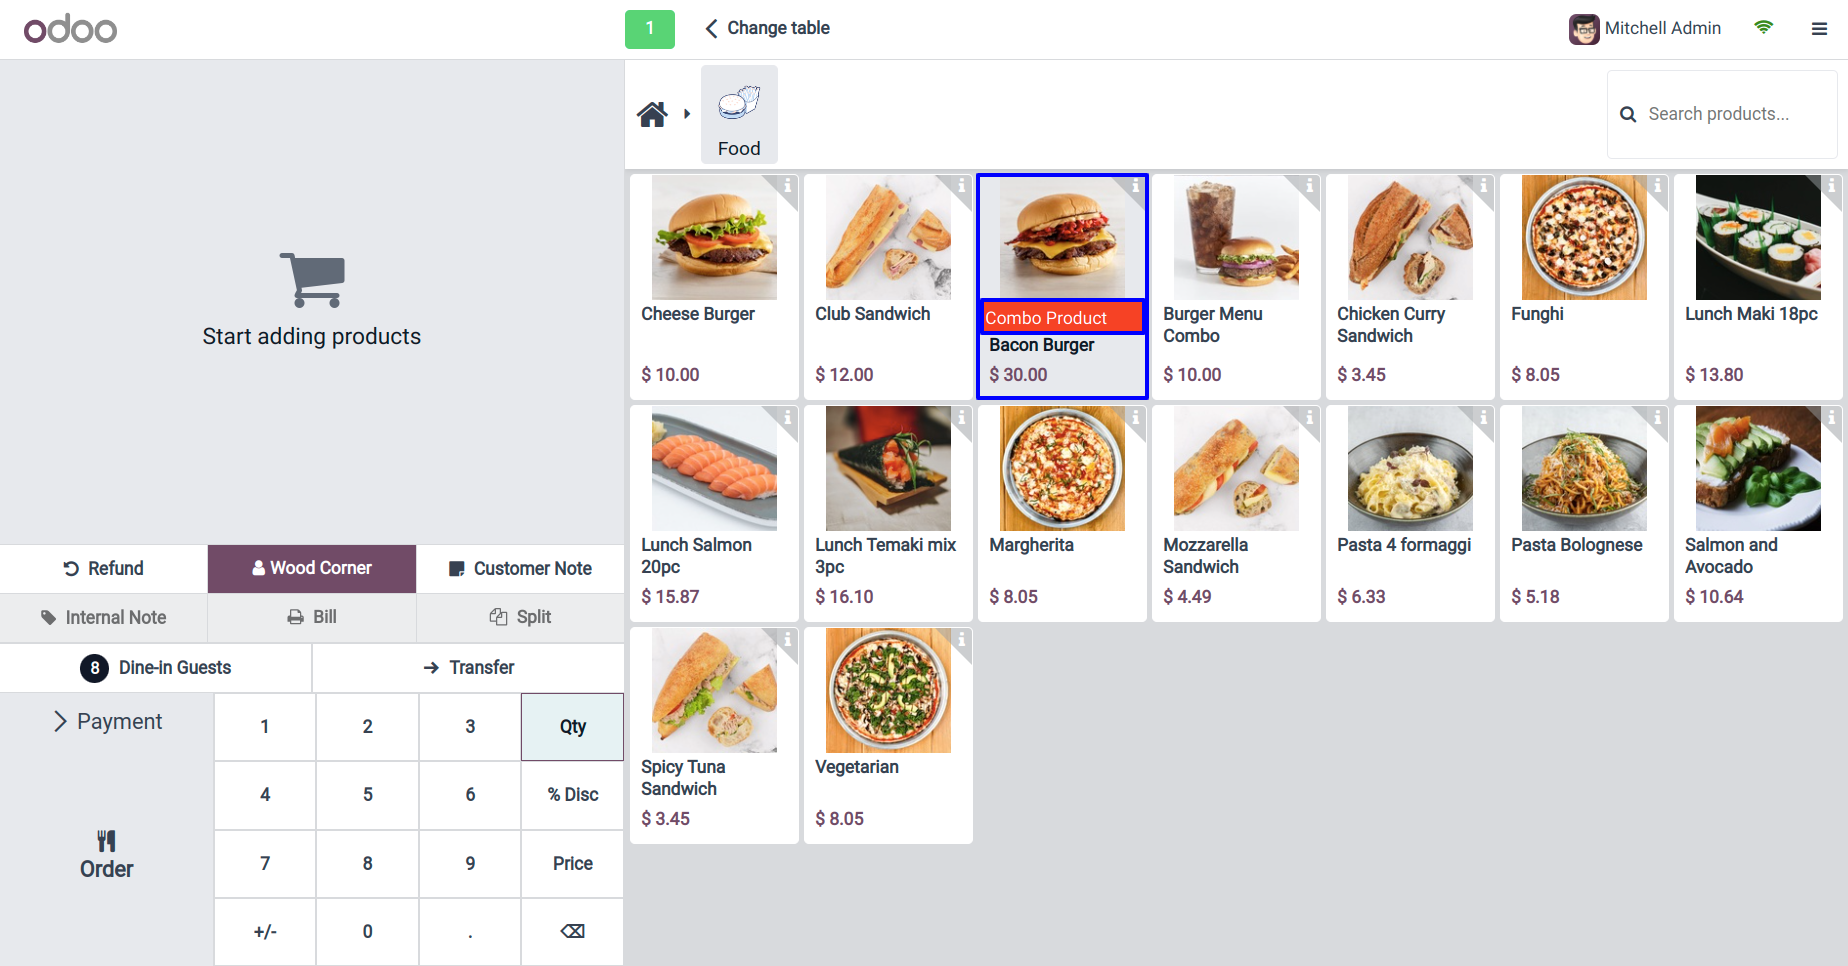 odoo
1
Change table
Mitchell Admin
Food
Search products...
Start adding products
Cheese Burger
$ 10.00
Club Sandwich
$ 12.00
Combo Product
Bacon Burger
$ 30.00
Burger Menu
Combo
$ 10.00
Chicken Curry
Sandwich
$ 3.45
Funghi
$ 8.05
Lunch Maki 18pc
$ 13.80
Lunch Salmon
20pc
$ 15.87
Lunch Temaki mix
3pc
$ 16.10
Margherita
$ 8.05
Mozzarella
Sandwich
$ 4.49
Pasta 4 formaggi
$ 6.33
Pasta Bolognese
$ 5.18
Salmon and
Avocado
$ 10.64
Spicy Tuna
Sandwich
$ 3.45
Vegetarian
$ 8.05
Refund
Wood Corner
Customer Note
Internal Note
Bill
Split
8 Dine-in Guests
Transfer
Payment
Order
1 2 3 Qty
4 5 6 % Disc
7 8 9 Price
+/- 0 . ⌫